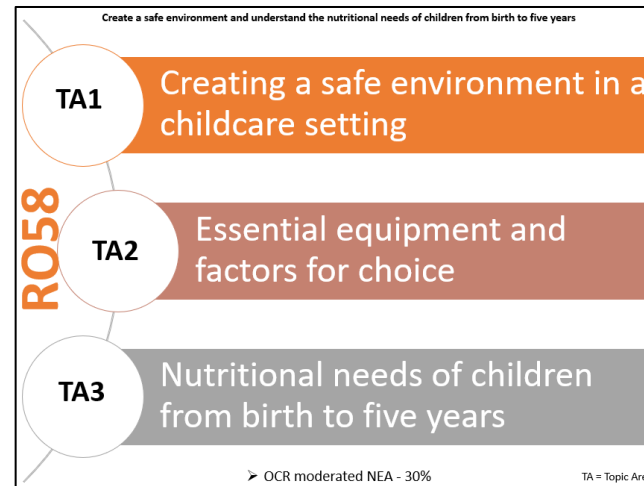 Create a safe environment and understand the nutritional needs of children from birth to five years
RO58
TA1
Creating a safe environment in a
childcare setting
TA2
Essential equipment and
factors for choice
TA3
Nutritional needs of children
from birth to five years
➢ OCR moderated NEA - 30%
TA = Topic Are